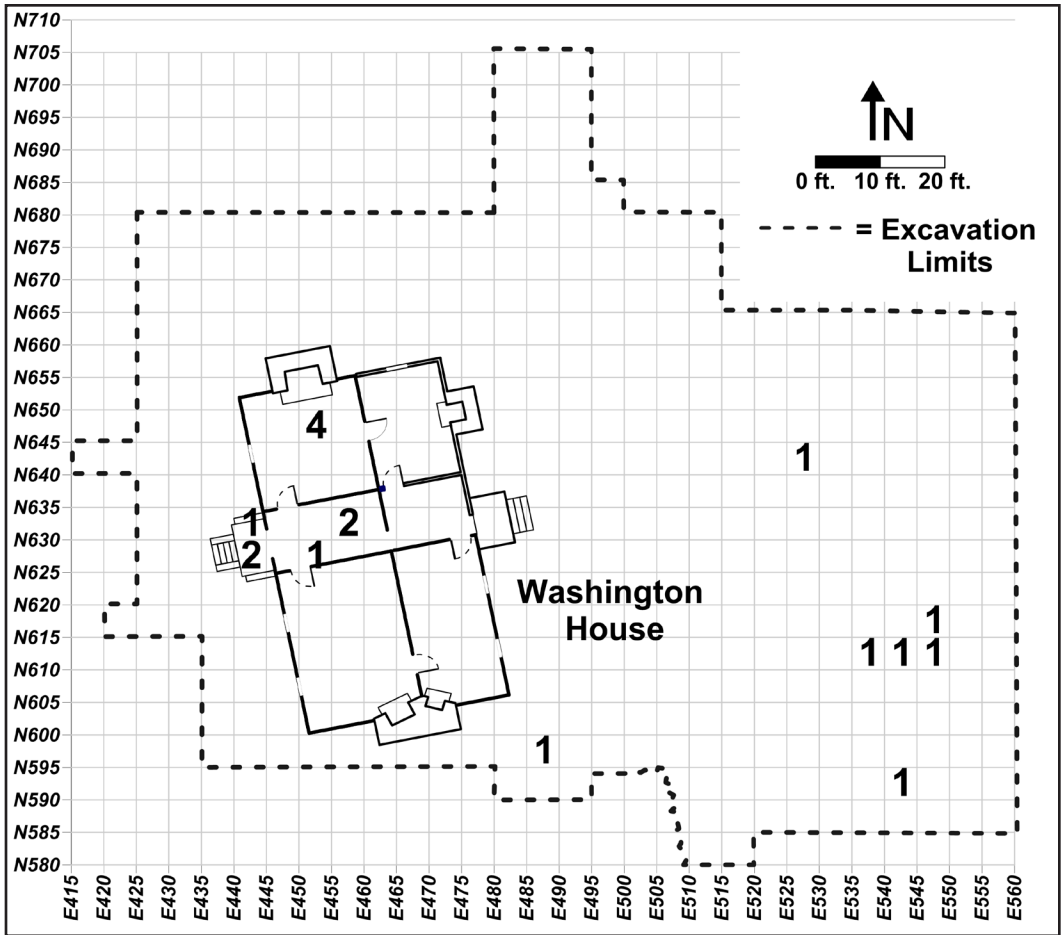 N710
N705
N700
N695
N690
N685
N680
N675
N670
N665
N660
N655
N650
N645
N640
N635
N630
N625
N620
N615
N610
N605
N600
N595
N590
N585
N580
N
0 ft. 10 ft. 20 ft.
= Excavation
Limits
4
1
1 2
2 1
Washington
House
1
1 1 1
1
1
E415 E420 E425 E430 E435 E440 E445 E450 E455 E460 E465 E470 E475 E480 E485 E490 E495 E500 E505 E510 E515 E520 E525 E530 E535 E540 E545 E550 E555 E560